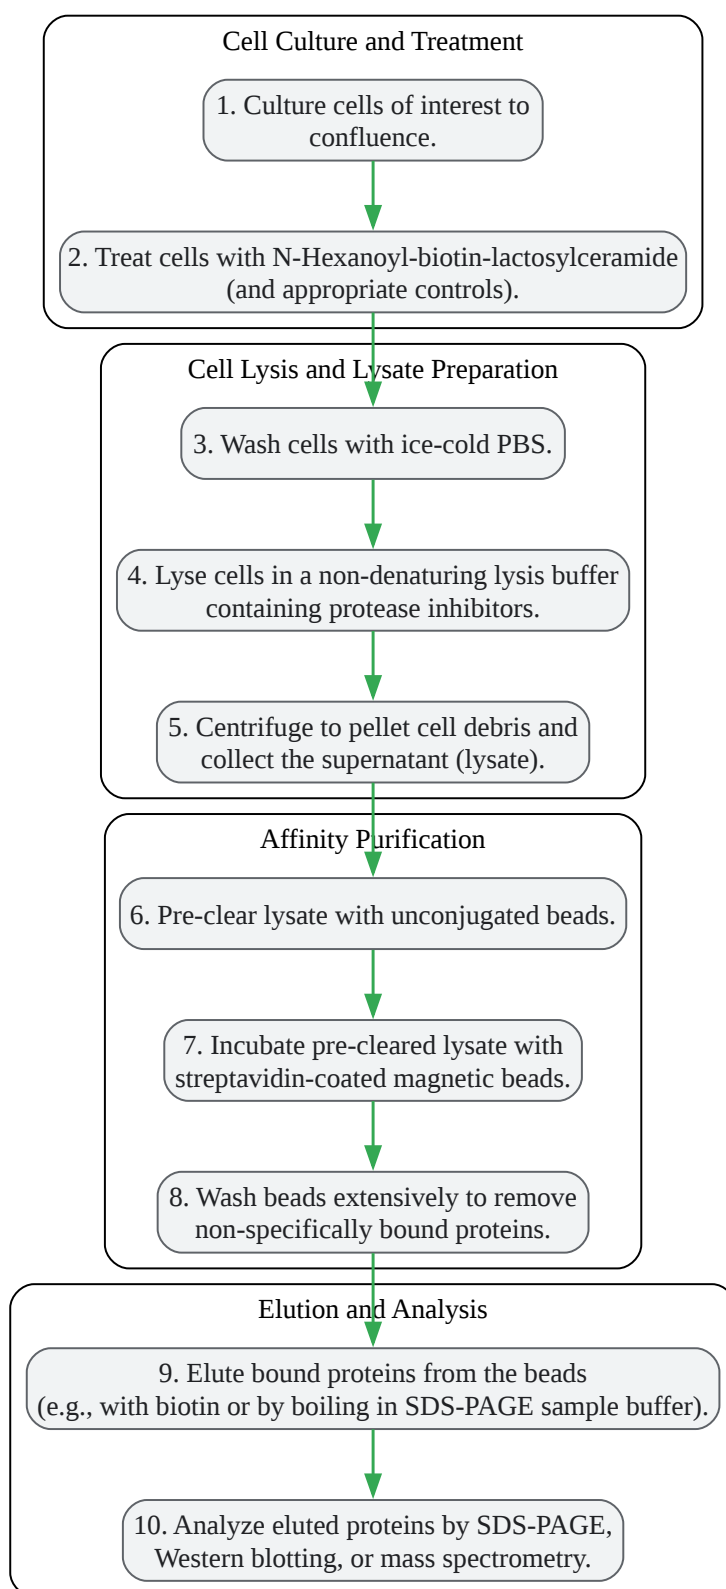 Cell Culture and Treatment
1. Culture cells of interest to
confluence.
2. Treat cells with N-Hexanoyl-biotin-lactosylceramide
(and appropriate controls).
Cell Lysis and Lysate Preparation
3. Wash cells with ice-cold PBS.
4. Lyse cells in a non-denaturing lysis buffer
containing protease inhibitors.
5. Centrifuge to pellet cell debris and
collect the supernatant (lysate).
Affinity Purification
6. Pre-clear lysate with unconjugated beads.
7. Incubate pre-cleared lysate with
streptavidin-coated magnetic beads.
8. Wash beads extensively to remove
non-specifically bound proteins.
Elution and Analysis
9. Elute bound proteins from the beads
(e.g., with biotin or by boiling in SDS-PAGE sample buffer).
10. Analyze eluted proteins by SDS-PAGE,
Western blotting, or mass spectrometry.